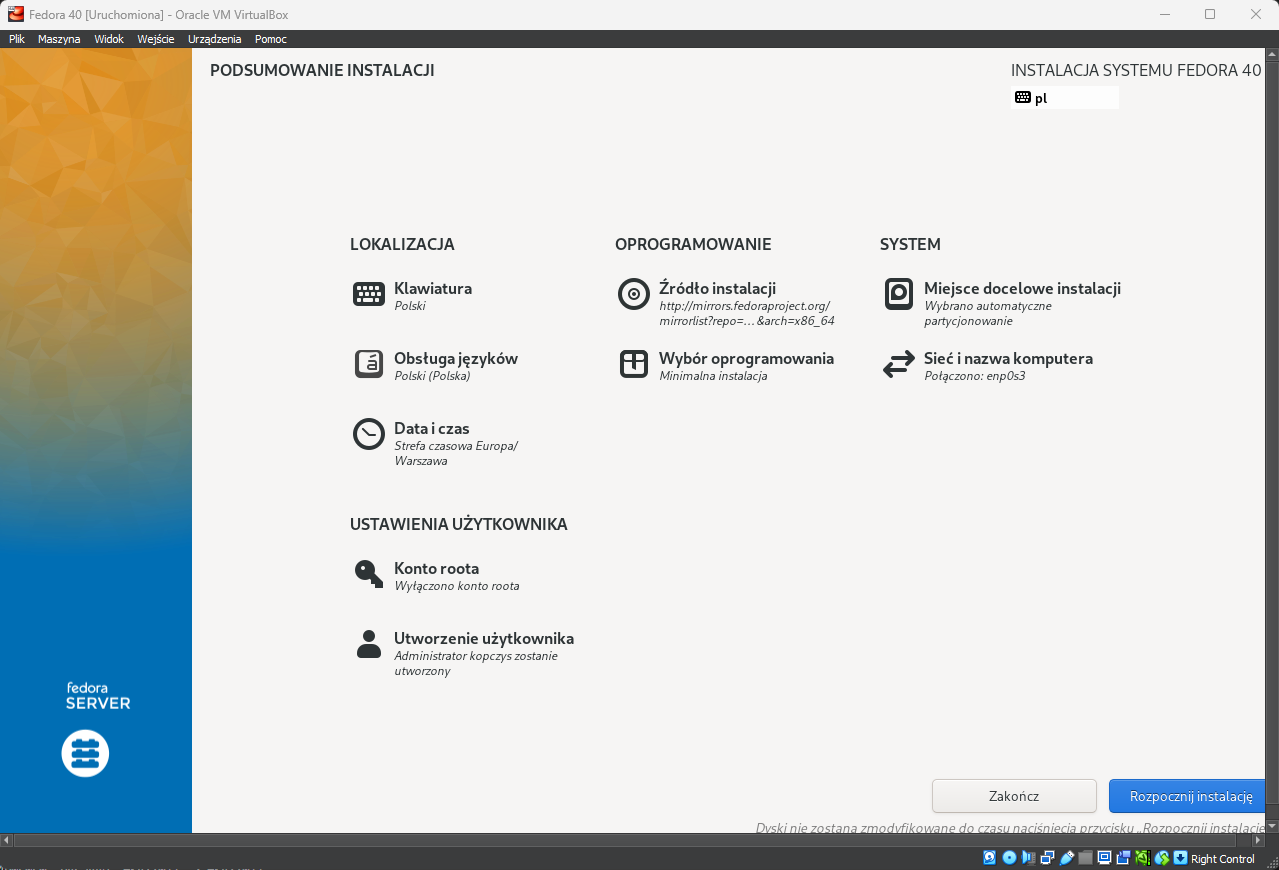 Fedora 40 [Uruchomiona] - Oracle VM VirtualBox
Plik Maszyna Widok Wejście Urządzenia Pomoc
PODSUMOWANIE INSTALACJI
INSTALACJA SYSTEMU FEDORA 40
pl
LOKALIZACJA
Klawiatura
Polski
Obsługa języków
Polski (Polska)
Data i czas
Strefa czasowa Europa/
Warszawa
OPROGRAMOWANIE
Źródło instalacji
http://mirrors.fedoraproject.org/
mirrorlist?repo=…&arch=x86_64
Wybór oprogramowania
Minimalna instalacja
SYSTEM
Miejsce docelowe instalacji
Wybrano automatyczne
partycjonowanie
Sieć i nazwa komputera
Połączono: enp0s3
USTAWIENIA UŻYTKOWNIKA
Konto roota
Wyłączono konto roota
Utworzenie użytkownika
Administrator kopczys zostanie
utworzony
fedora
SERVER
Zakończ
Rozpocznij instalację
Dyski nie zostaną zmodyfikowane do czasu naciśnięcia przycisku „Rozpocznij instalację
Right Control